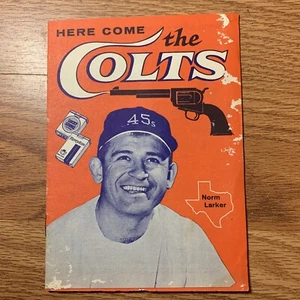 HERE COME the
COLTS
45s
Norm
Larker